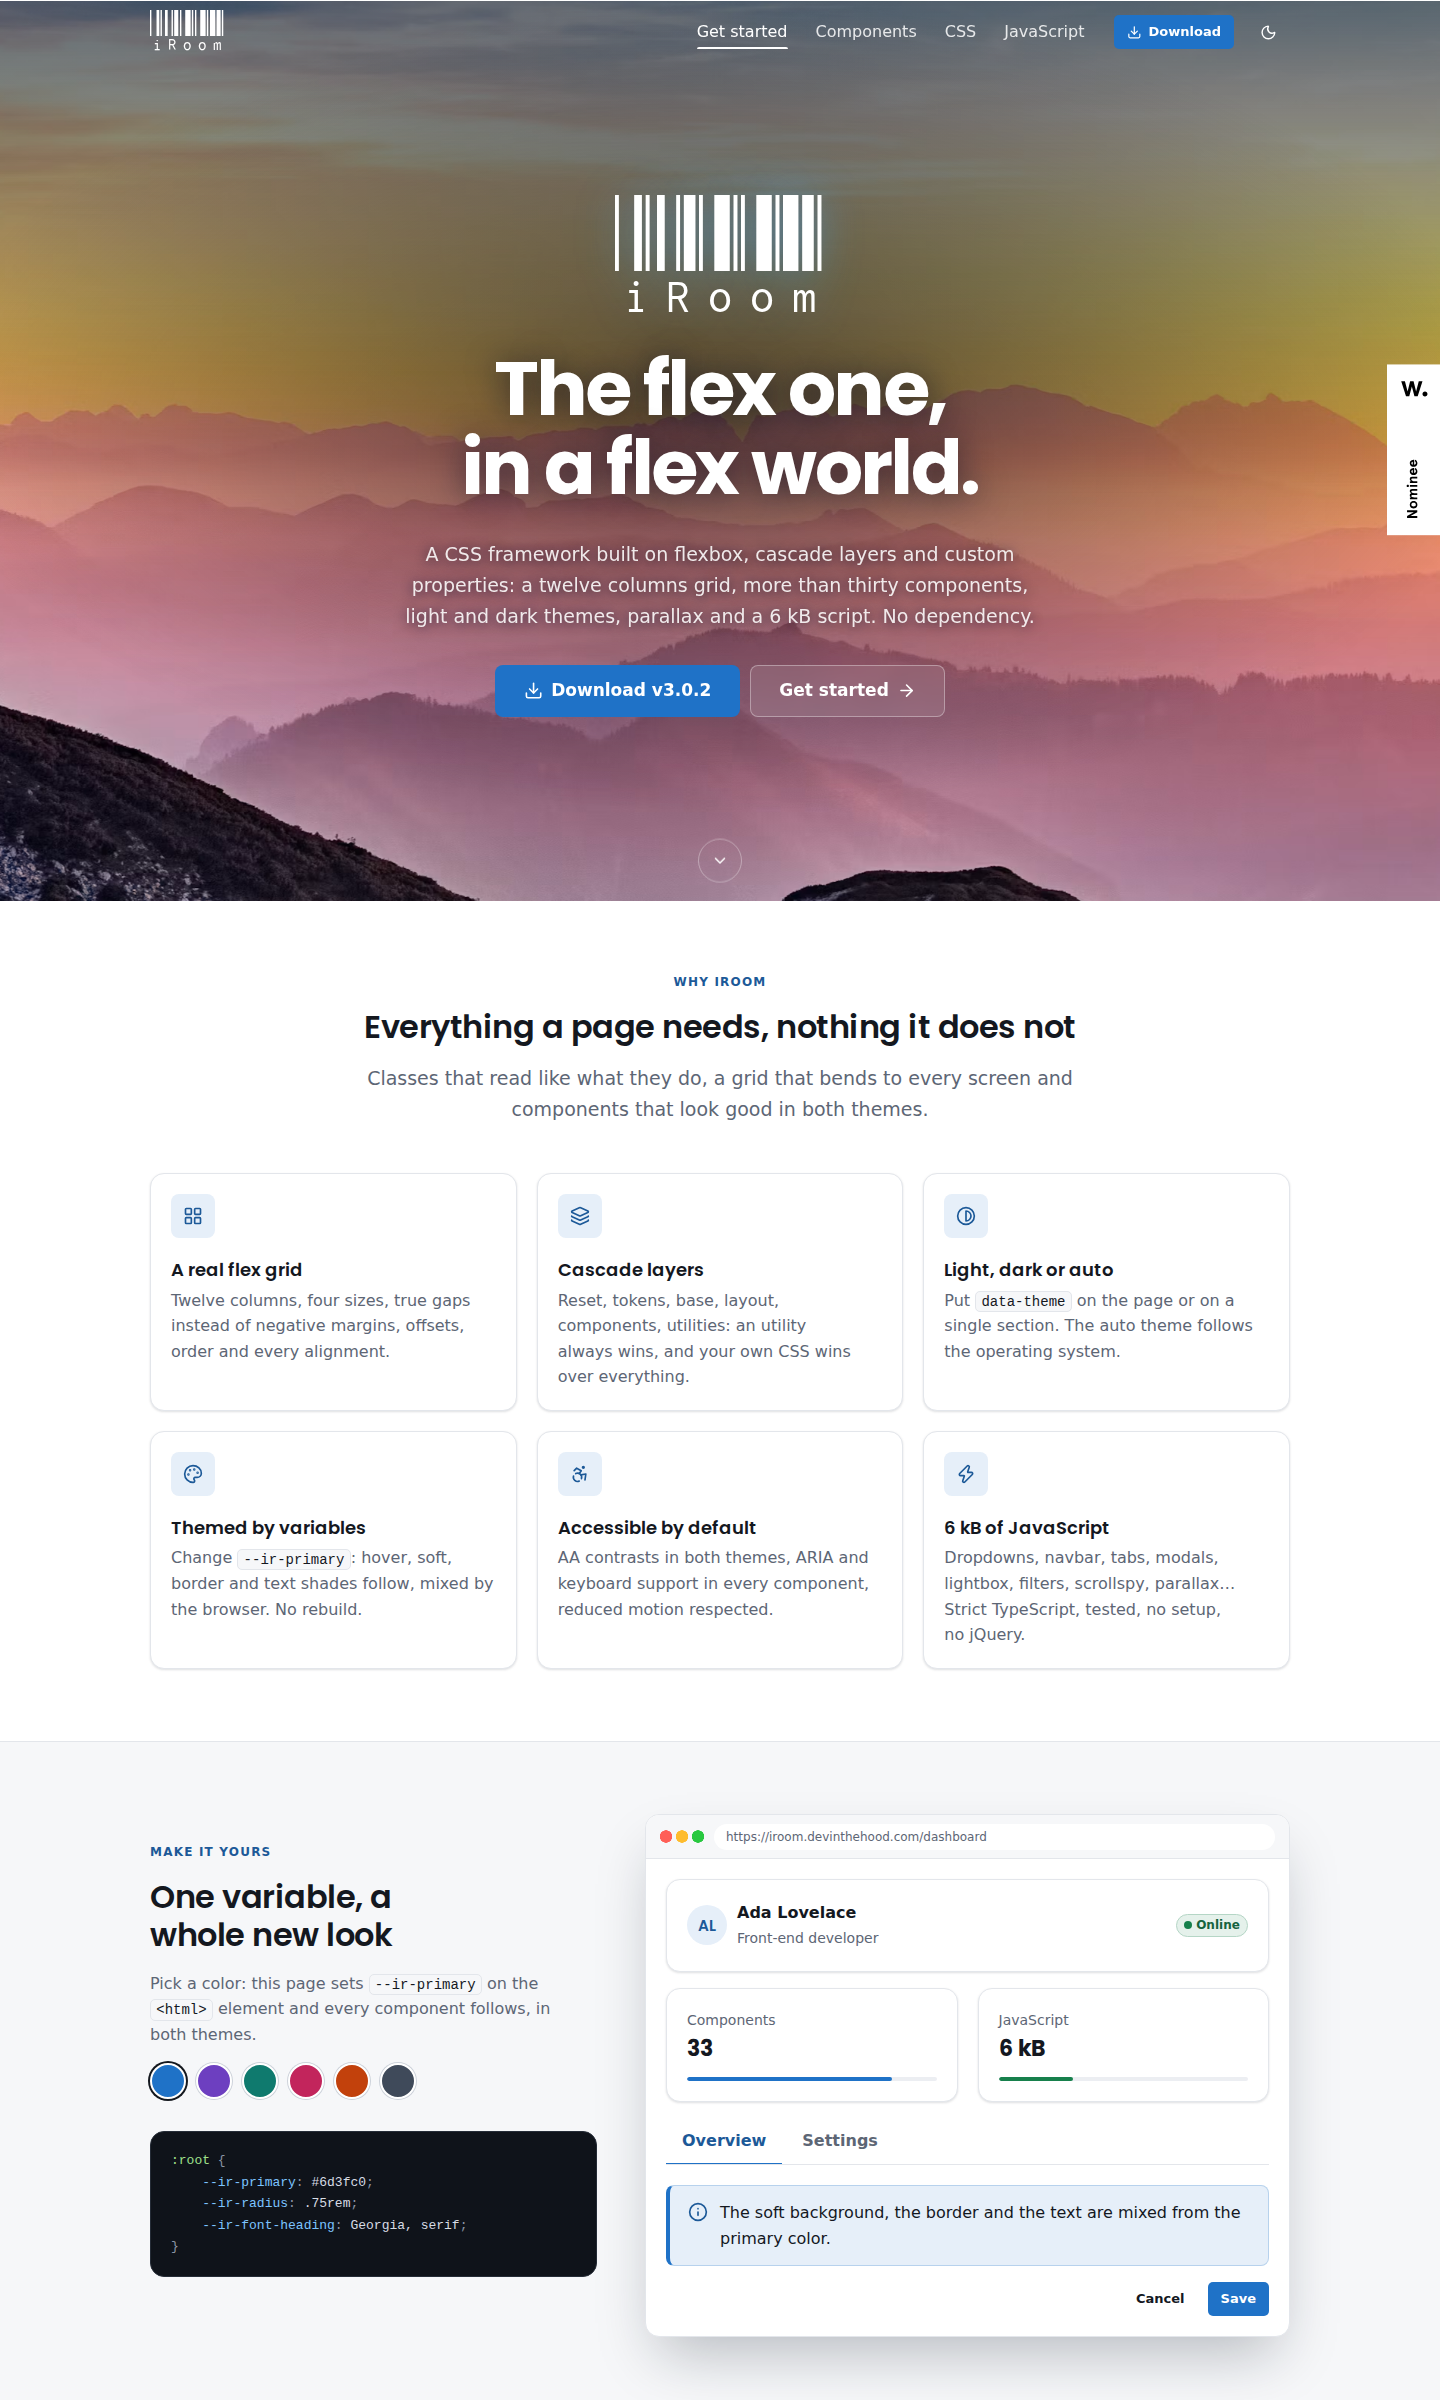 iRoom
Get started
Components
CSS
JavaScript
Download
iRoom
The flex one,
in a flex world.
W.
Nominee
A CSS framework built on flexbox, cascade layers and custom
properties: a twelve columns grid, more than thirty components,
light and dark themes, parallax and a 6 kB script. No dependency.
Download v3.0.2
Get started
WHY IROOM
Everything a page needs, nothing it does not
Classes that read like what they do, a grid that bends to every screen and
components that look good in both themes.
A real flex grid
Twelve columns, four sizes, true gaps
instead of negative margins, offsets,
order and every alignment.
Cascade layers
Reset, tokens, base, layout,
components, utilities: an utility
always wins, and your own CSS wins
over everything.
Light, dark or auto
Put data-theme on the page or on a
single section. The auto theme follows
the operating system.
Themed by variables
Change --ir-primary: hover, soft,
border and text shades follow, mixed by
the browser. No rebuild.
Accessible by default
AA contrasts in both themes, ARIA and
keyboard support in every component,
reduced motion respected.
6 kB of JavaScript
Dropdowns, navbar, tabs, modals,
lightbox, filters, scrollspy, parallax…
Strict TypeScript, tested, no setup,
no jQuery.
MAKE IT YOURS
One variable, a
whole new look
Pick a color: this page sets --ir-primary on the
<html> element and every component follows, in
both themes.
:root {
    --ir-primary: #6d3fc0;
    --ir-radius: .75rem;
    --ir-font-heading: Georgia, serif;
}
https://iroom.devinthehood.com/dashboard
AL
Ada Lovelace
Front-end developer
Online
Components
33
JavaScript
6 kB
Overview
Settings
The soft background, the border and the text are mixed from the
primary color.
Cancel
Save